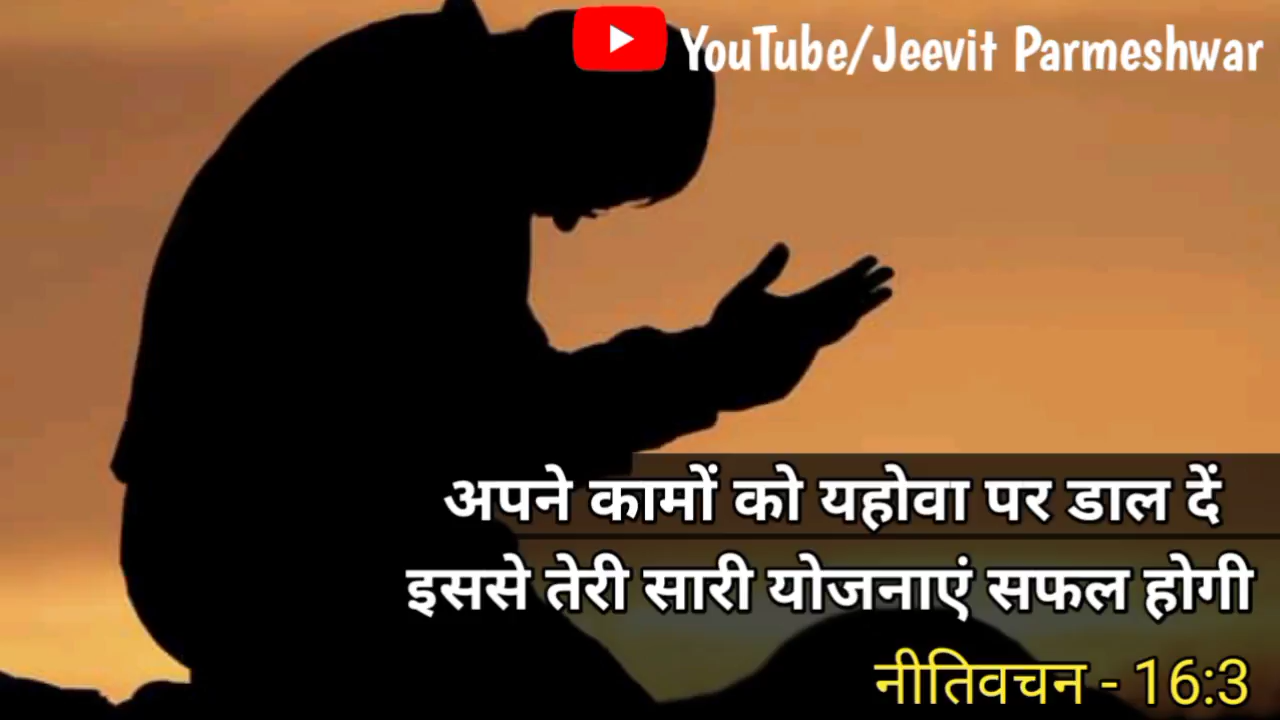 YouTube/Jeevit Parmeshwar
अपने कामों को यहोवा पर डाल दें
इससे तेरी सारी योजनाएं सफल होगी
नीतिवचन - 16:3